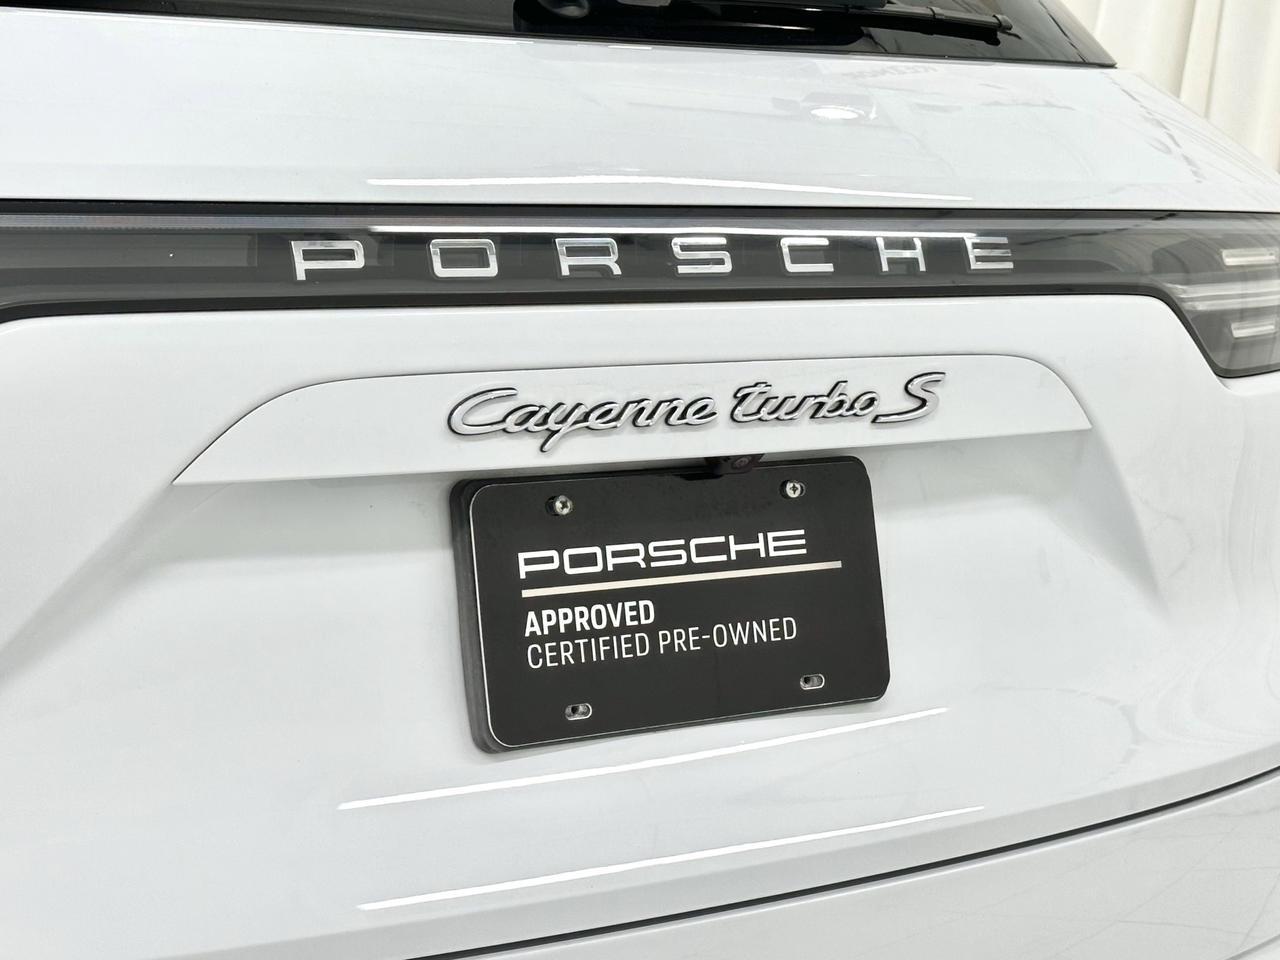 PORSCHE
Cayenne turbo S
PORSCHE
APPROVED
CERTIFIED PRE-OWNED